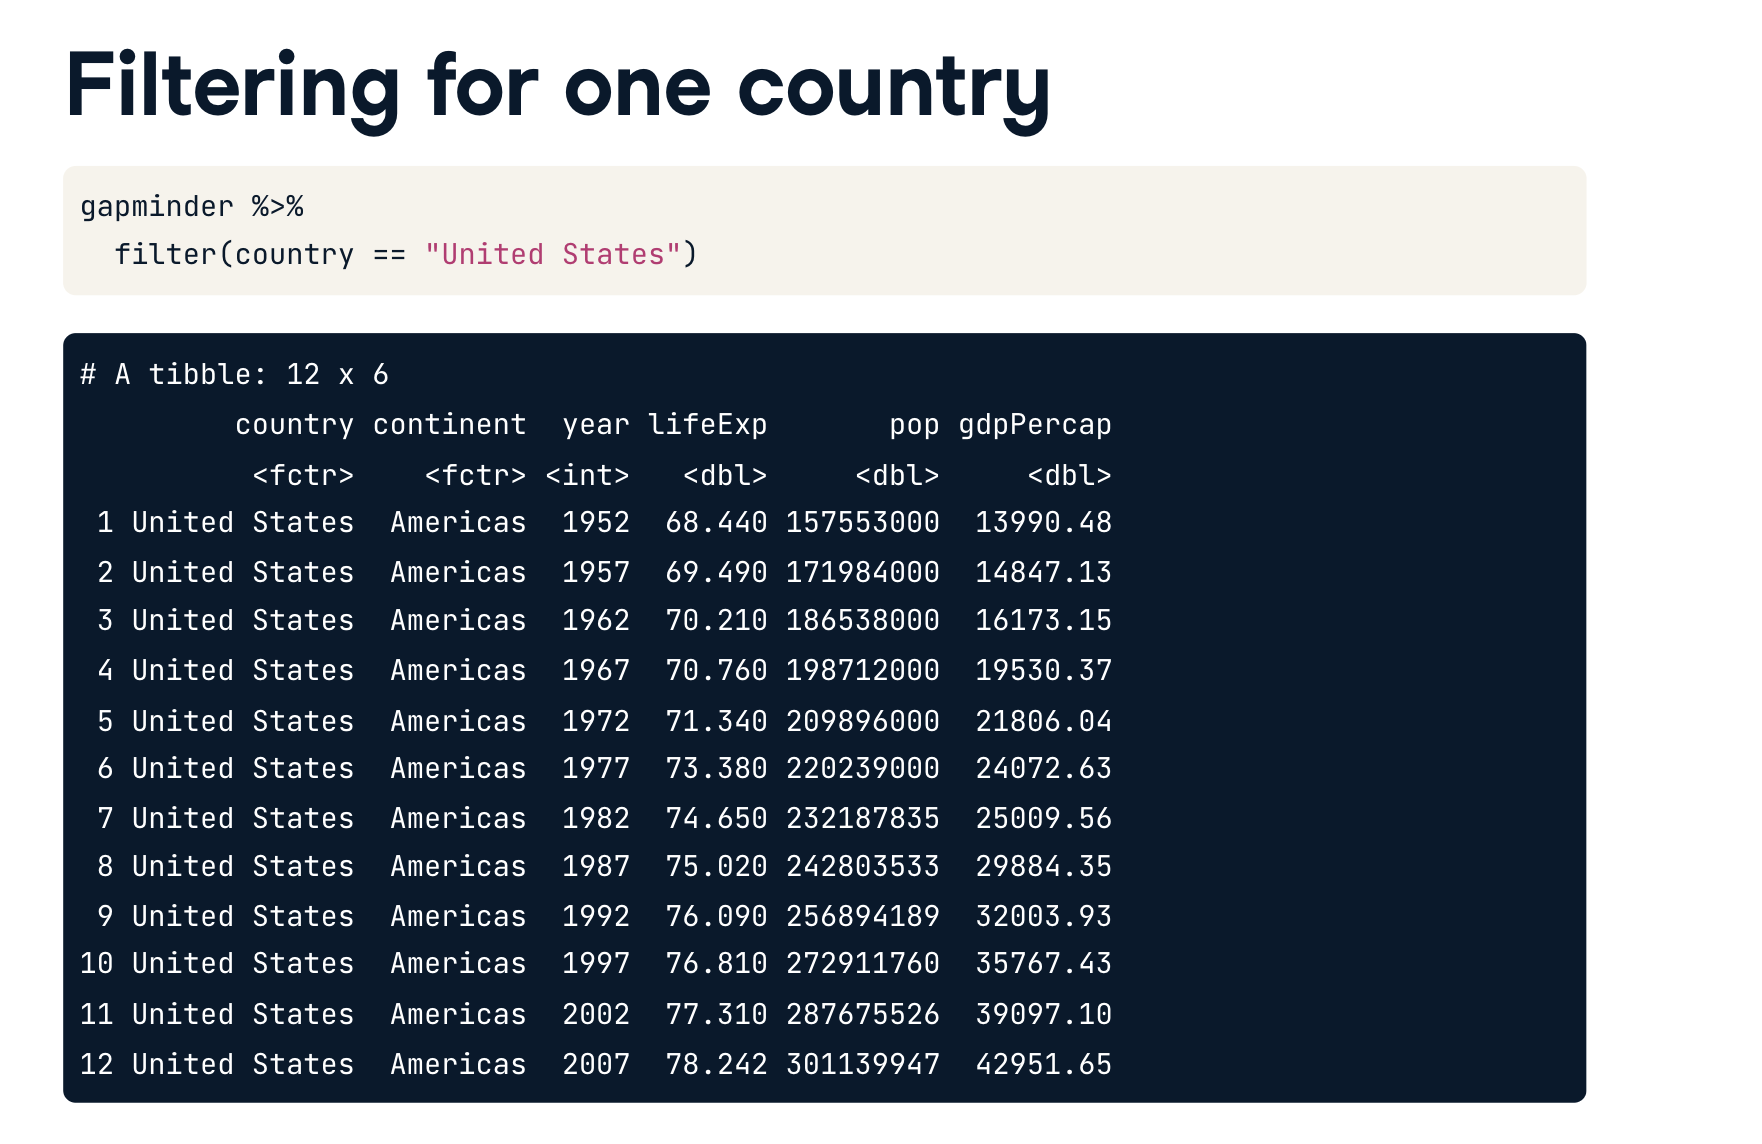 Filtering for one country
gapminder %>%
  filter(country == "United States")
# A tibble: 12 x 6
         country continent  year lifeExp       pop gdpPercap
          <fctr>    <fctr> <int>   <dbl>     <dbl>     <dbl>
 1 United States  Americas  1952  68.440 157553000  13990.48
 2 United States  Americas  1957  69.490 171984000  14847.13
 3 United States  Americas  1962  70.210 186538000  16173.15
 4 United States  Americas  1967  70.760 198712000  19530.37
 5 United States  Americas  1972  71.340 209896000  21806.04
 6 United States  Americas  1977  73.380 220239000  24072.63
 7 United States  Americas  1982  74.650 232187835  25009.56
 8 United States  Americas  1987  75.020 242803533  29884.35
 9 United States  Americas  1992  76.090 256894189  32003.93
10 United States  Americas  1997  76.810 272911760  35767.43
11 United States  Americas  2002  77.310 287675526  39097.10
12 United States  Americas  2007  78.242 301139947  42951.65